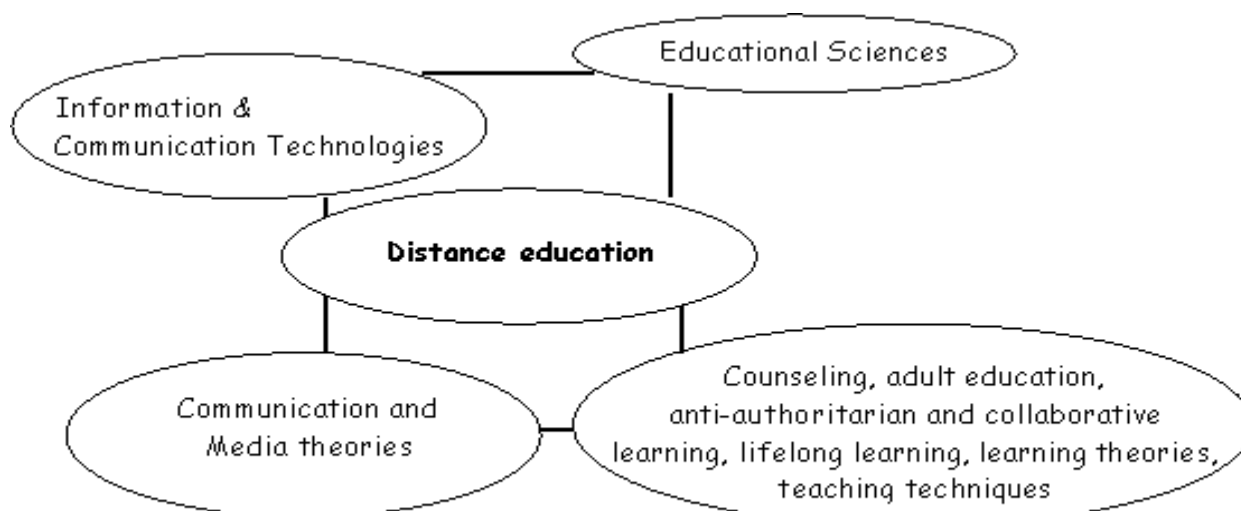 Educational Sciences
Information &
Communication Technologies
Distance education
Communication and
Media theories
Counseling, adult education,
anti-authoritarian and collaborative
learning, lifelong learning, learning theories,
teaching techniques